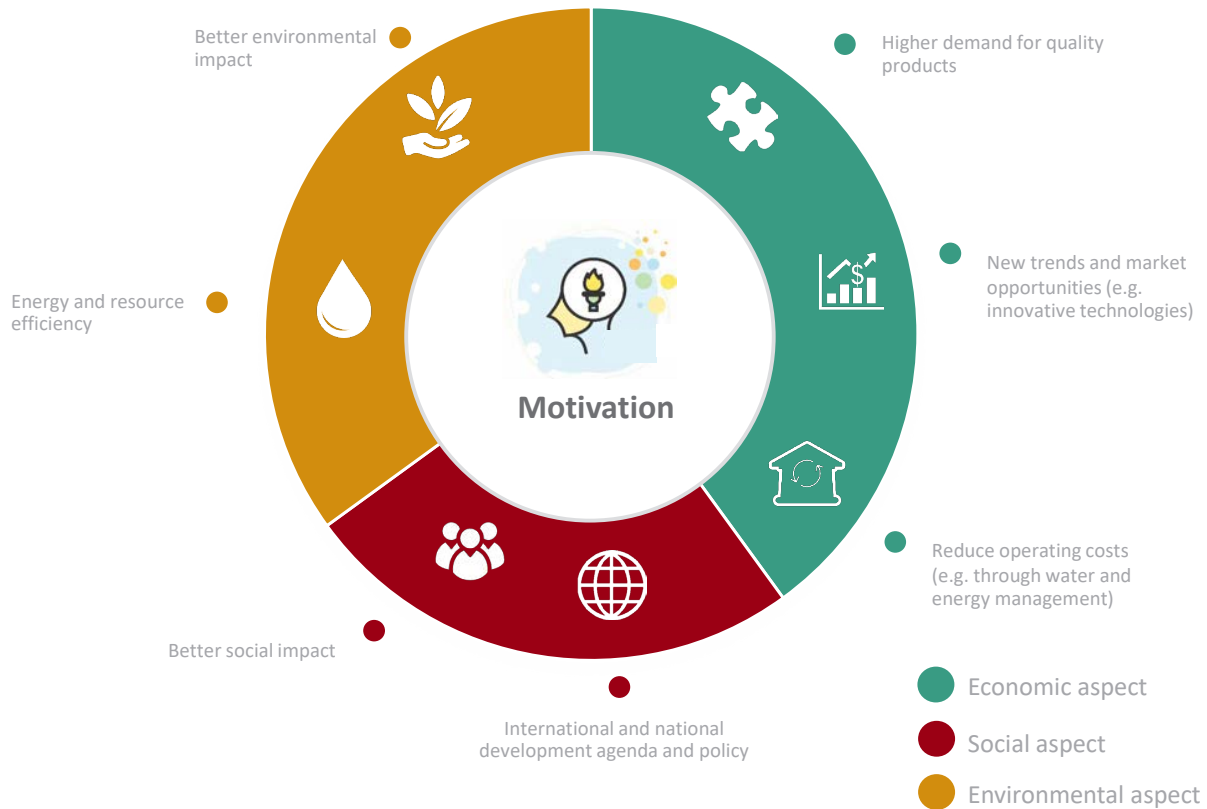 Better environmental
impact
Higher demand for quality
products
New trends and market
opportunities (e.g.
innovative technologies)
$
Energy and resource
efficiency
Motivation
Reduce operating costs
(e.g. through water and
energy management)
Better social impact
International and national
development agenda and policy
Economic aspect
Social aspect
Environmental aspect